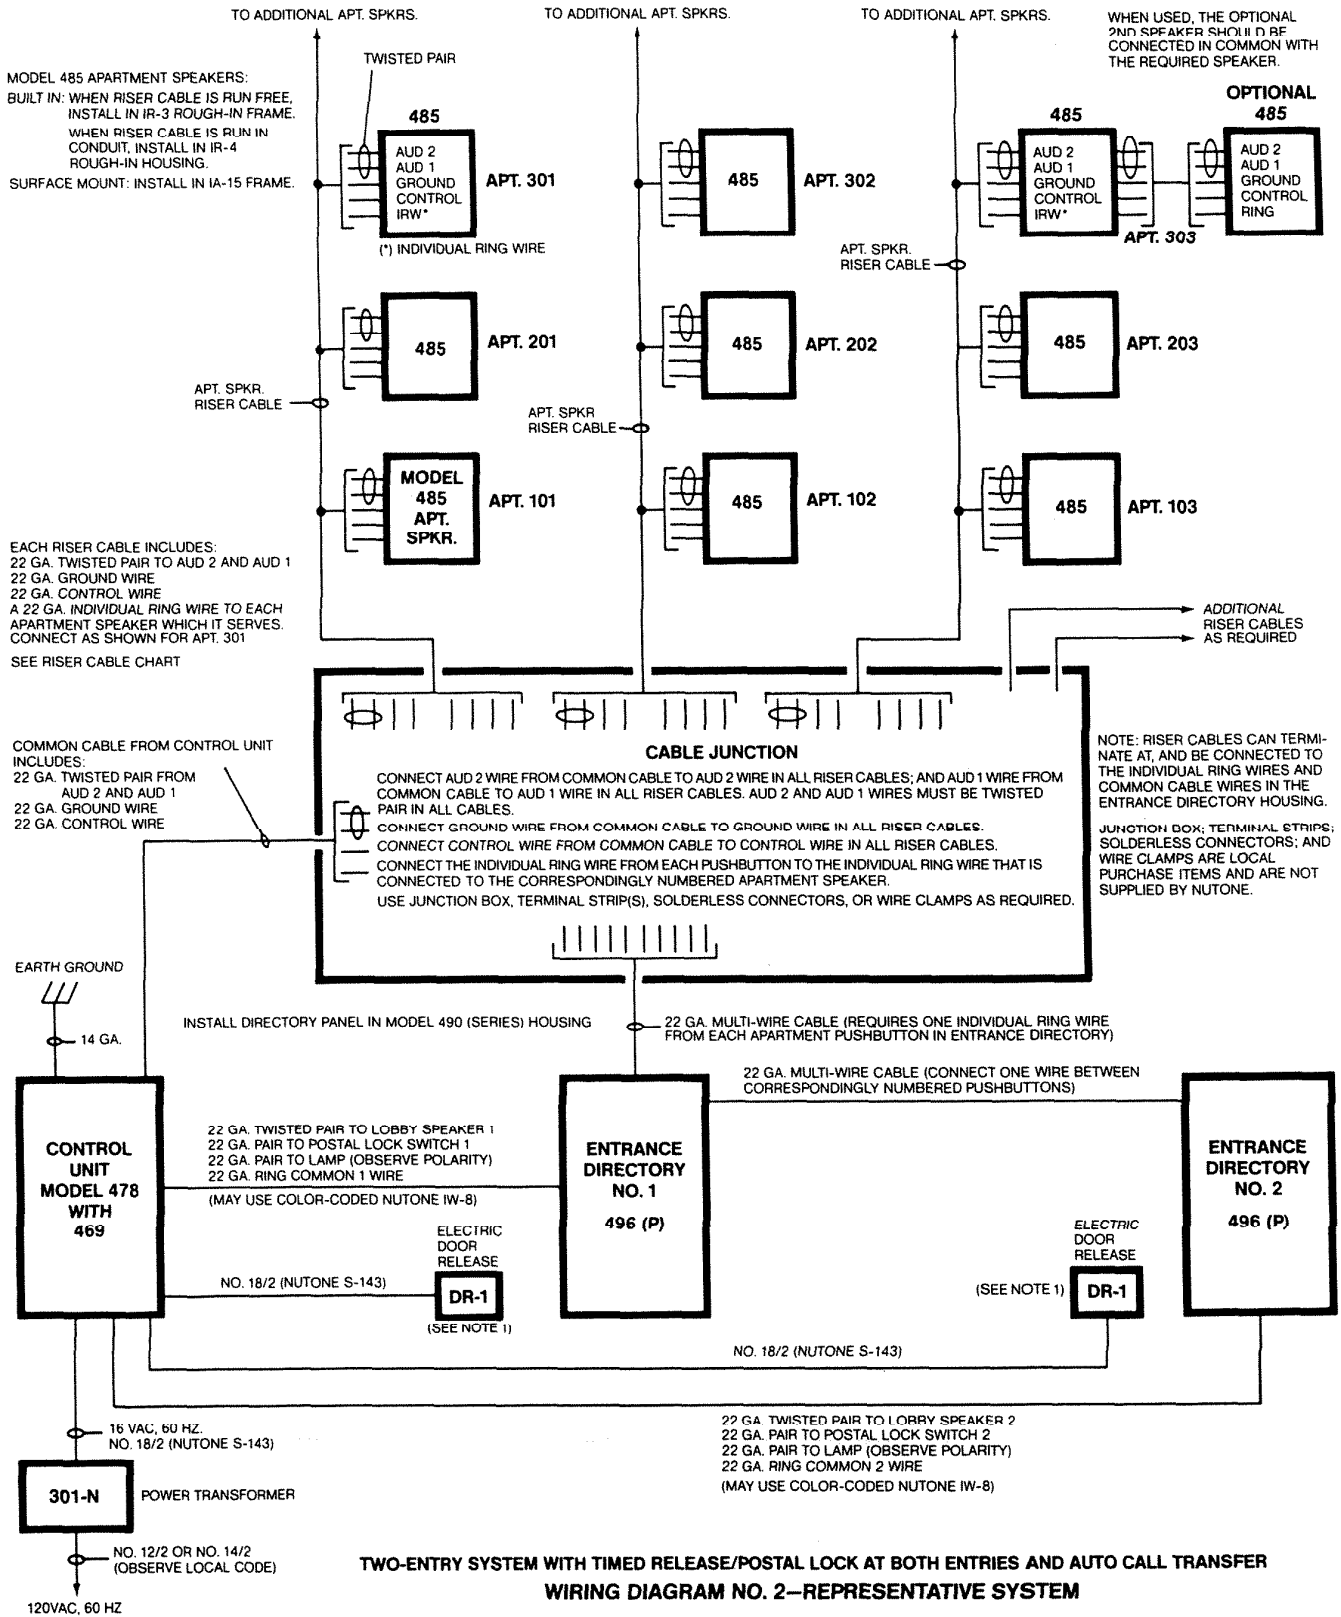 TO ADDITIONAL APT. SPKRS.
TO ADDITIONAL APT. SPKRS.
TO ADDITIONAL APT. SPKRS.
WHEN USED, THE OPTIONAL
2ND SPEAKER SHOULD BE
CONNECTED IN COMMON WITH
THE REQUIRED SPEAKER.
TWISTED PAIR
MODEL 485 APARTMENT SPEAKERS:
BUILT IN: WHEN RISER CABLE IS RUN FREE,
INSTALL IN IR-3 ROUGH-IN FRAME.
WHEN RISER CABLE IS RUN IN
CONDUIT, INSTALL IN IR-4
ROUGH-IN HOUSING.
SURFACE MOUNT: INSTALL IN IA-15 FRAME.
485
AUD 2
AUD 1
GROUND
CONTROL
IRW*
APT. 301
(*) INDIVIDUAL RING WIRE
485
APT. 302
485
AUD 2
AUD 1
GROUND
CONTROL
IRW*
APT. 303
OPTIONAL
485
AUD 2
AUD 1
GROUND
CONTROL
RING
APT. SPKR.
RISER CABLE
485
APT. 201
485
APT. 202
485
APT. 203
APT. SPKR.
RISER CABLE
APT. SPKR
RISER CABLE
MODEL
485
APT.
SPKR.
APT. 101
485
APT. 102
485
APT. 103
EACH RISER CABLE INCLUDES:
22 GA. TWISTED PAIR TO AUD 2 AND AUD 1
22 GA. GROUND WIRE
22 GA. CONTROL WIRE
A 22 GA. INDIVIDUAL RING WIRE TO EACH
APARTMENT SPEAKER WHICH IT SERVES.
CONNECT AS SHOWN FOR APT. 301
SEE RISER CABLE CHART
ADDITIONAL
RISER CABLES
AS REQUIRED
COMMON CABLE FROM CONTROL UNIT
INCLUDES:
22 GA. TWISTED PAIR FROM
AUD 2 AND AUD 1
22 GA. GROUND WIRE
22 GA. CONTROL WIRE
CABLE JUNCTION
CONNECT AUD 2 WIRE FROM COMMON CABLE TO AUD 2 WIRE IN ALL RISER CABLES; AND AUD 1 WIRE FROM
COMMON CABLE TO AUD 1 WIRE IN ALL RISER CABLES. AUD 2 AND AUD 1 WIRES MUST BE TWISTED
PAIR IN ALL CABLES.
CONNECT GROUND WIRE FROM COMMON CABLE TO GROUND WIRE IN ALL RISER CABLES.
CONNECT CONTROL WIRE FROM COMMON CABLE TO CONTROL WIRE IN ALL RISER CABLES.
CONNECT THE INDIVIDUAL RING WIRE FROM EACH PUSHBUTTON TO THE INDIVIDUAL RING WIRE THAT IS
CONNECTED TO THE CORRESPONDINGLY NUMBERED APARTMENT SPEAKER.
USE JUNCTION BOX, TERMINAL STRIP(S), SOLDERLESS CONNECTORS, OR WIRE CLAMPS AS REQUIRED.
NOTE: RISER CABLES CAN TERMI-
NATE AT, AND BE CONNECTED TO
THE INDIVIDUAL RING WIRES AND
COMMON CABLE WIRES IN THE
ENTRANCE DIRECTORY HOUSING.
JUNCTION BOX; TERMINAL STRIPS;
SOLDERLESS CONNECTORS; AND
WIRE CLAMPS ARE LOCAL
PURCHASE ITEMS AND ARE NOT
SUPPLIED BY NUTONE.
EARTH GROUND
14 GA.
INSTALL DIRECTORY PANEL IN MODEL 490 (SERIES) HOUSING
22 GA. MULTI-WIRE CABLE (REQUIRES ONE INDIVIDUAL RING WIRE
FROM EACH APARTMENT PUSHBUTTON IN ENTRANCE DIRECTORY)
22 GA. MULTI-WIRE CABLE (CONNECT ONE WIRE BETWEEN
CORRESPONDINGLY NUMBERED PUSHBUTTONS)
CONTROL
UNIT
MODEL 478
WITH
469
22 GA. TWISTED PAIR TO LOBBY SPEAKER 1
22 GA. PAIR TO POSTAL LOCK SWITCH 1
22 GA. PAIR TO LAMP (OBSERVE POLARITY)
22 GA. RING COMMON 1 WIRE
(MAY USE COLOR-CODED NUTONE IW-8)
ENTRANCE
DIRECTORY
NO. 1
496 (P)
ENTRANCE
DIRECTORY
NO. 2
496 (P)
ELECTRIC
DOOR
RELEASE
DR-1
(SEE NOTE 1)
NO. 18/2 (NUTONE S-143)
ELECTRIC
DOOR
RELEASE
(SEE NOTE 1)
DR-1
NO. 18/2 (NUTONE S-143)
16 VAC, 60 HZ.
NO. 18/2 (NUTONE S-143)
22 GA. TWISTED PAIR TO LOBBY SPEAKER 2
22 GA. PAIR TO POSTAL LOCK SWITCH 2
22 GA. PAIR TO LAMP (OBSERVE POLARITY)
22 GA. RING COMMON 2 WIRE
(MAY USE COLOR-CODED NUTONE IW-8)
301-N
POWER TRANSFORMER
NO. 12/2 OR NO. 14/2
(OBSERVE LOCAL CODE)
120VAC, 60 HZ
TWO-ENTRY SYSTEM WITH TIMED RELEASE/POSTAL LOCK AT BOTH ENTRIES AND AUTO CALL TRANSFER
WIRING DIAGRAM NO. 2—REPRESENTATIVE SYSTEM